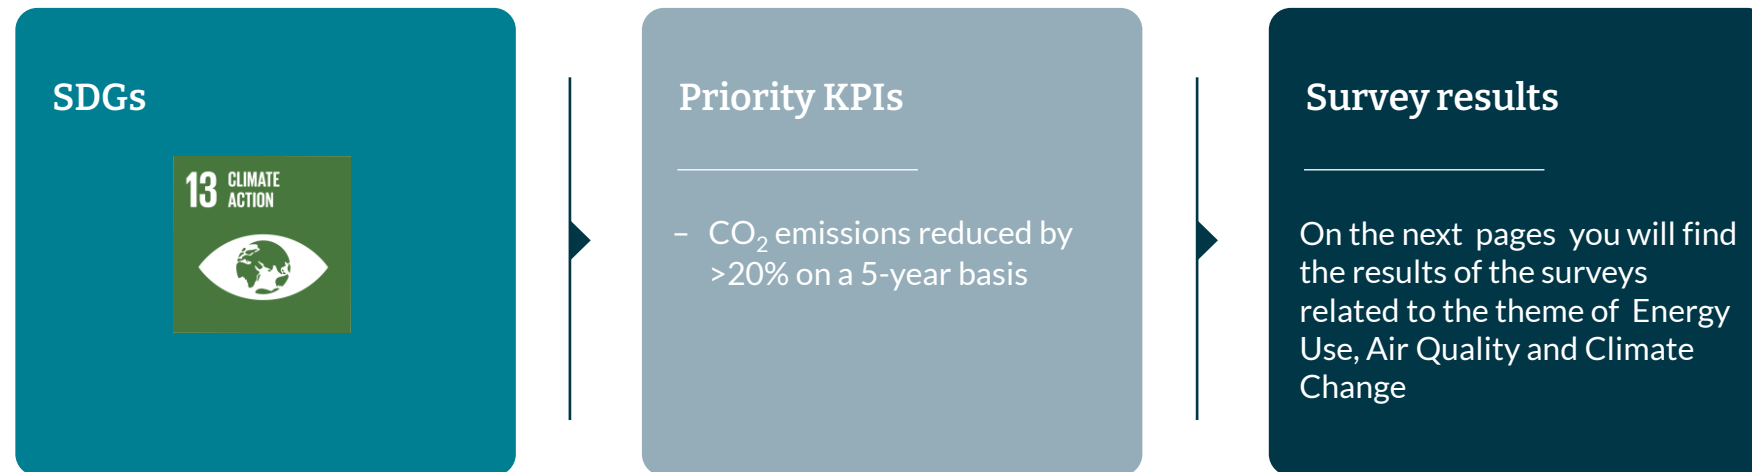 SDGs
13 CLIMATE
ACTION
Priority KPIs
– CO₂ emissions reduced by
>20% on a 5-year basis
Survey results
On the next pages you will find
the results of the surveys
related to the theme of Energy
Use, Air Quality and Climate
Change